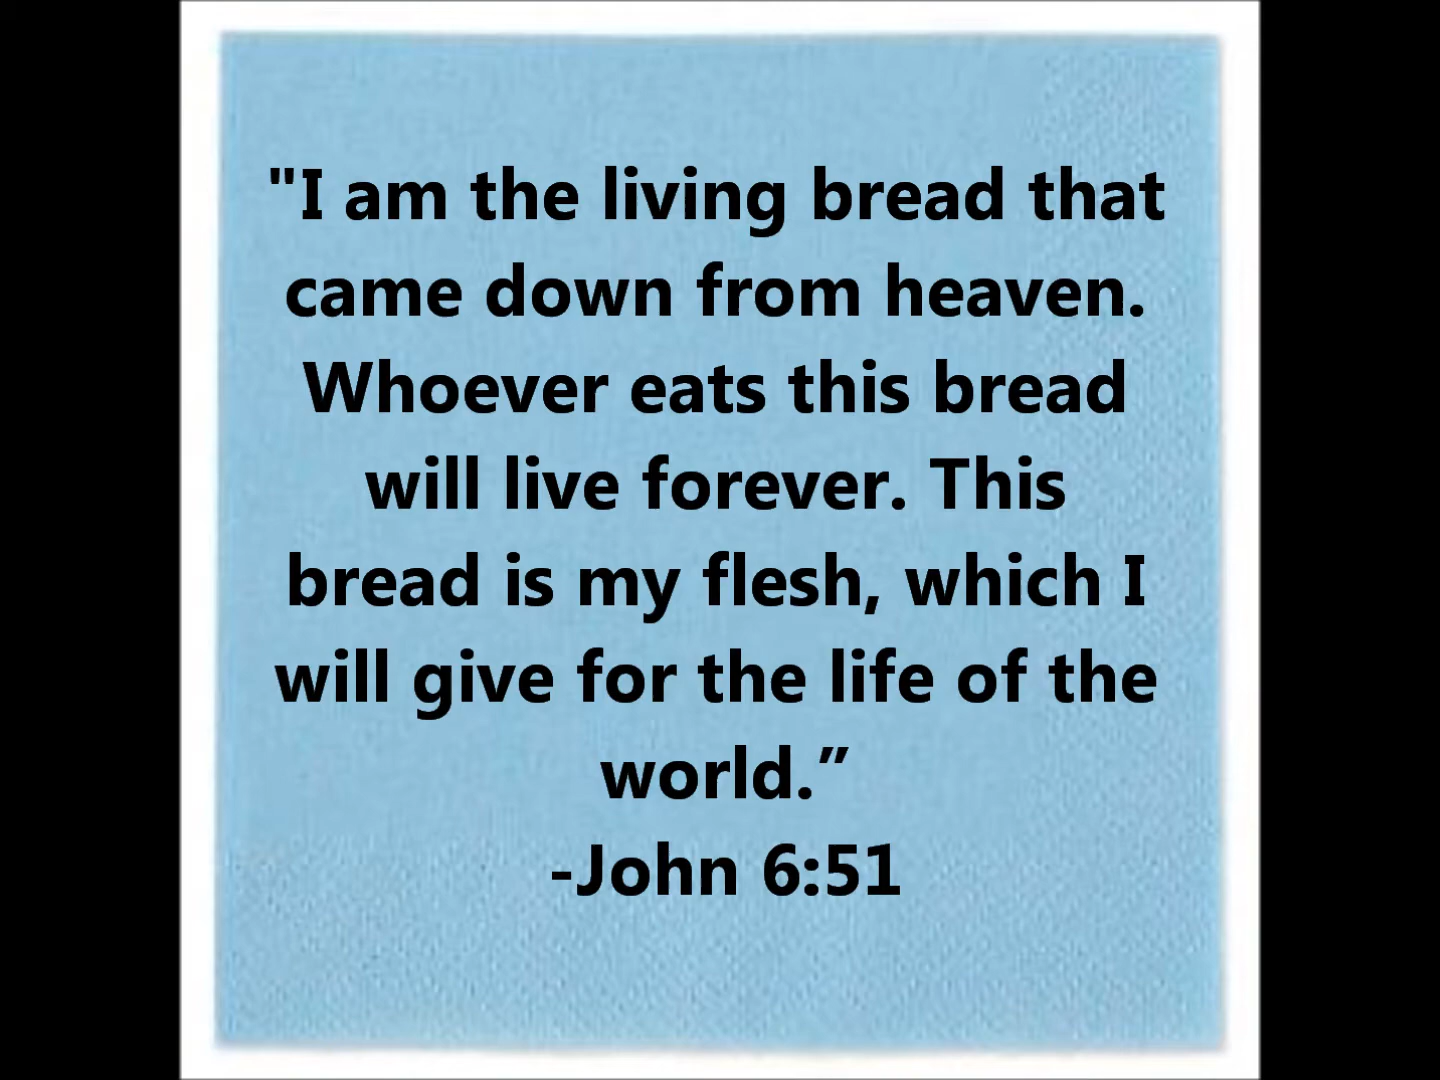 "I am the living bread that
came down from heaven.
Whoever eats this bread
will live forever. This
bread is my flesh, which I
will give for the life of the
world.”
-John 6:51